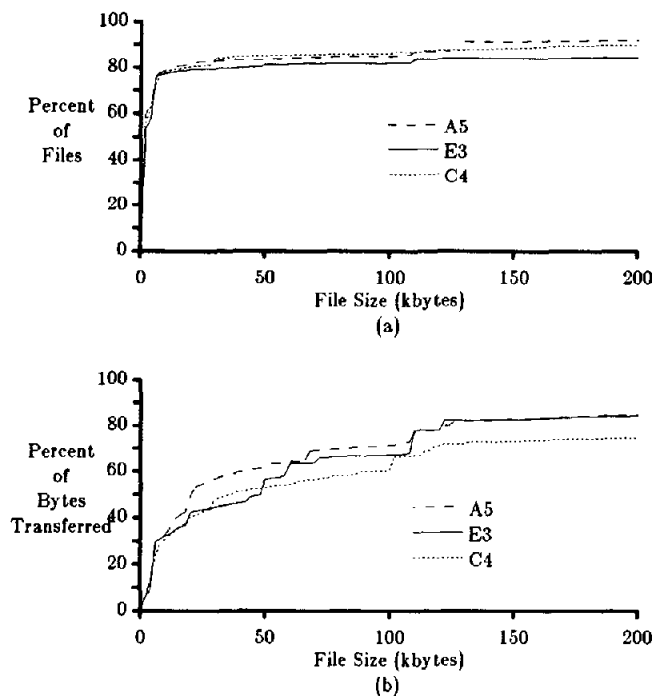 100
80
60
40
20
0
Percent
of
Files
A5
E3
C4
0 50 100 150 200
File Size (kbytes)
(a)
100
80
60
40
20
0
Percent
of
Bytes
Transferred
A5
E3
C4
0 50 100 150 200
File Size (kbytes)
(b)